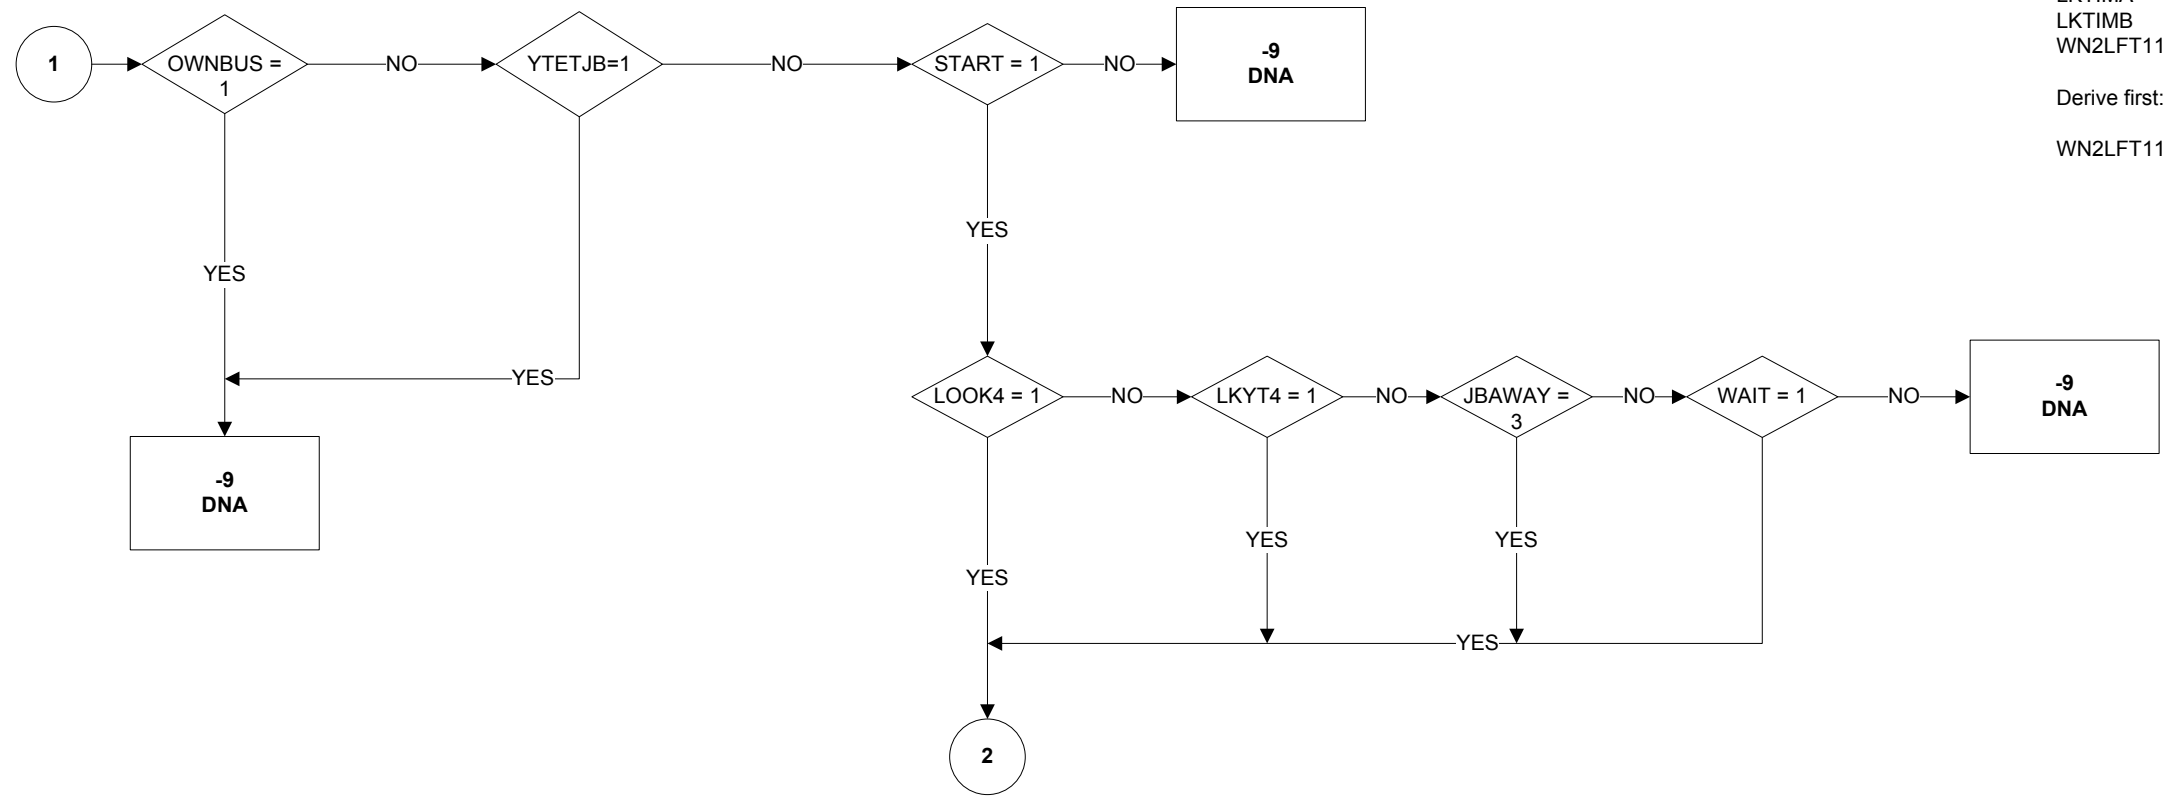 1
OWNBUS =
1
NO
YTETJB=1
NO
START = 1
NO
-9
DNA
LKTIMB
WN2LFT11
Derive first:
WN2LFT11
YES
YES
YES
-9
DNA
LOOK4 = 1
NO
LKYT4 = 1
NO
JBAWAY =
3
NO
WAIT = 1
NO
-9
DNA
YES
YES
YES
YES
2